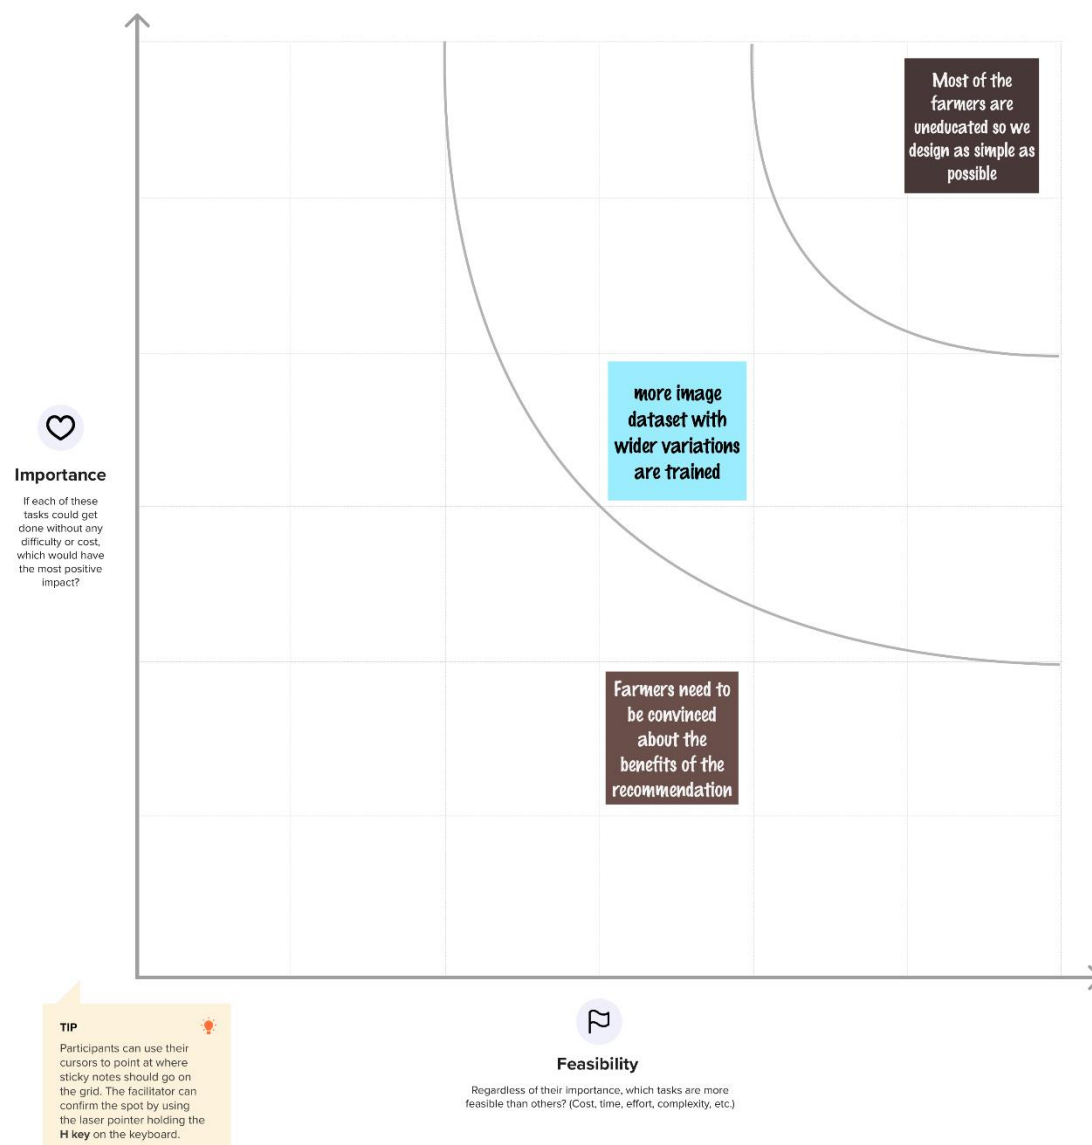 Most of the
farmers are
uneducated so we
design as simple as
possible
more image
dataset with
wider variations
are trained
Importance
If each of these
tasks could get
done without any
difficulty or cost,
which would have
the most positive
impact?
Farmers need to
be convinced
about the
benefits of the
recommendation
TIP
Participants can use their
cursors to point at where
sticky notes should go on
the grid. The facilitator can
confirm the spot by using
the laser pointer holding the
H key on the keyboard.
Feasibility
Regardless of their importance, which tasks are more
feasible than others? (Cost, time, effort, complexity, etc.)